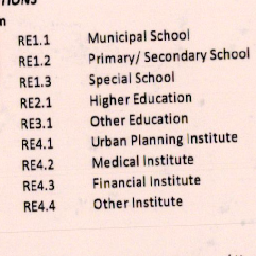 RE1.1 Municipal School
RE1.2 Primary/ Secondary School
RE1.3 Special School
RE2.1 Higher Education
RE3.1 Other Education
RE4.1 Urban Planning Institute
RE4.2 Medical Institute
RE4.3 Financial Institute
RE4.4 Other Institute